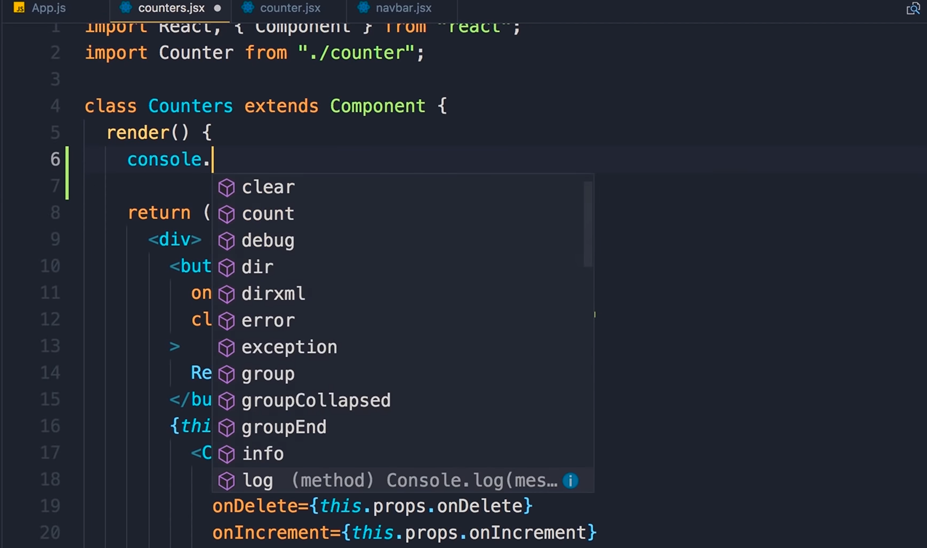 App.js counters.jsx counter.jsx navbar.jsx
1 import React, { Component } from "react";
2 import Counter from "./counter";
3
4 class Counters extends Component {
5 render() {
6 console.
7
clear
8 return (
count
9 <div>
debug
10 <but
dir
11 on
dirxml
12 cl
error
13 >
exception
14 Re
group
15 </bu
groupCollapsed
16 {thi
groupEnd
17 <C
info
18
log (method) Console.log(mes...
19 onDelete={this.props.onDelete}
20 onIncrement={this.props.onIncrement}